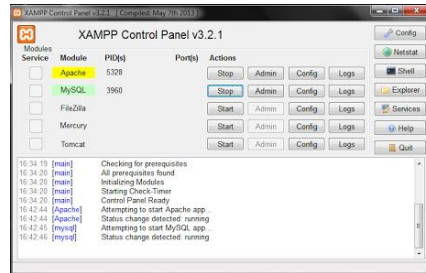 XAMPP Control Panel v3.2.1 [Compiled: May 7th 2013]
XAMPP Control Panel v3.2.1
Config
Modules
Service Module PID(s) Port(s) Actions
Netstat
Apache 5328 Stop Admin Config Logs
Shell
MySQL 3960 Stop Admin Config Logs
Explorer
FileZilla Start Admin Config Logs
Services
Mercury Start Admin Config Logs
Help
Tomcat Start Admin Config Logs
Quit
16:34:19 [main] Checking for prerequisites
16:34:20 [main] All prerequisites found
16:34:20 [main] Initializing Modules
16:34:20 [main] Starting Check-Timer
16:34:20 [main] Control Panel Ready
16:42:44 [Apache] Attempting to start Apache app...
16:42:44 [Apache] Status change detected: running
16:42:45 [mysql] Attempting to start MySQL app...
16:42:46 [mysql] Status change detected: running